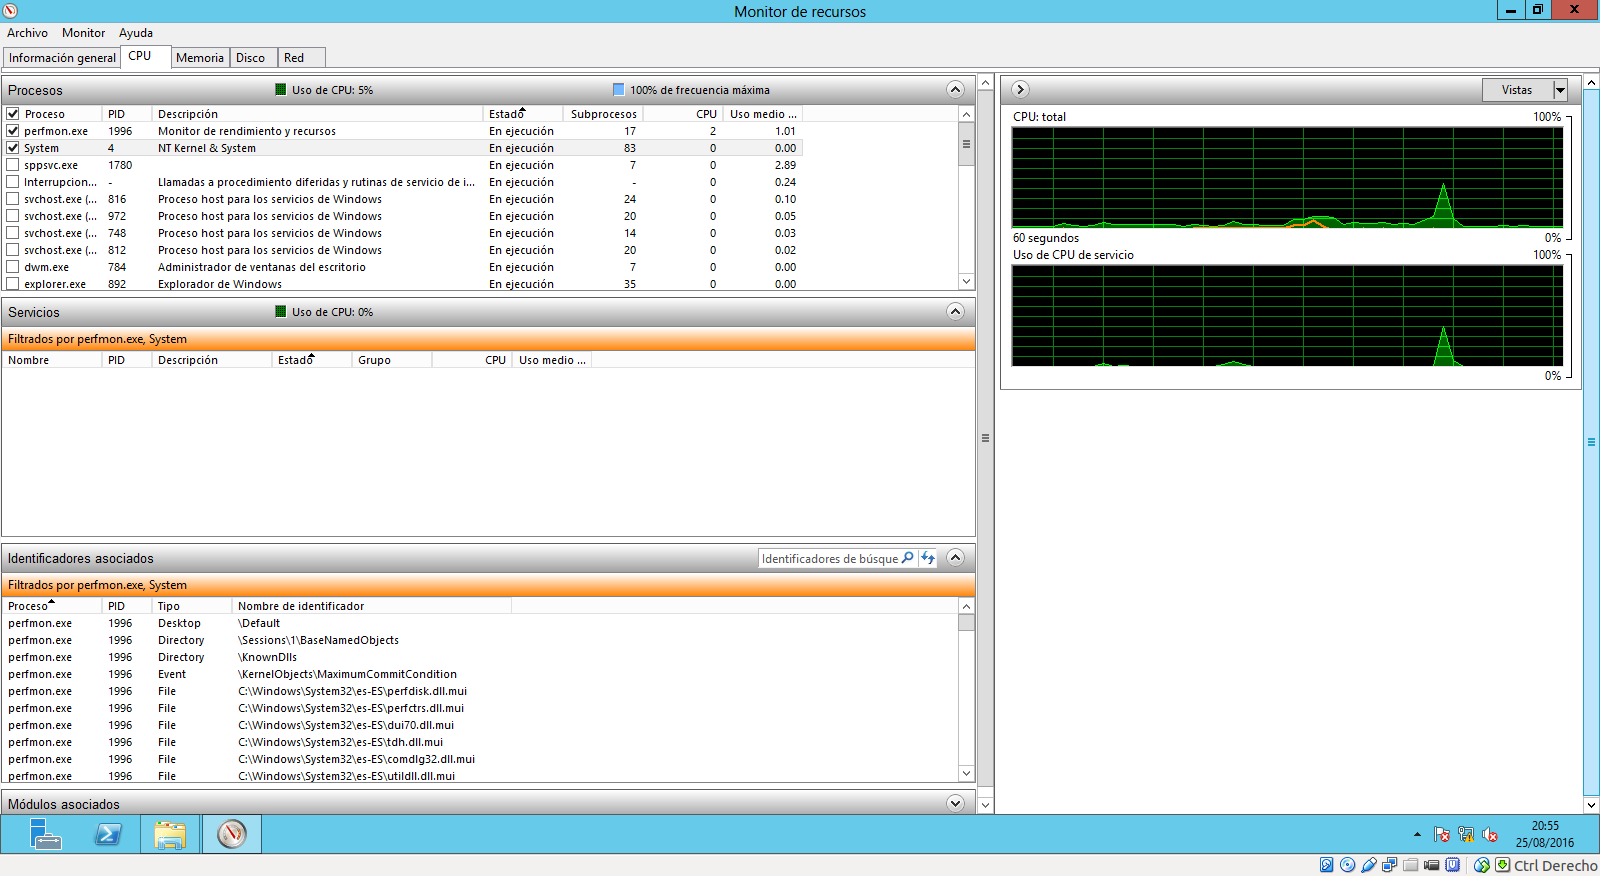 Monitor de recursos
Archivo Monitor Ayuda
Información general CPU Memoria Disco Red
Procesos Uso de CPU: 5% 100% de frecuencia máxima
Proceso PID Descripción Estado Subprocesos CPU Uso medio ...
perfmon.exe 1996 Monitor de rendimiento y recursos En ejecución 17 2 1.01
System 4 NT Kernel & System En ejecución 83 0 0.00
sppsvc.exe 1780 En ejecución 7 0 2.89
Interrupcion... - Llamadas a procedimiento diferidas y rutinas de servicio de i... En ejecución - 0 0.24
svchost.exe (... 816 Proceso host para los servicios de Windows En ejecución 24 0 0.10
svchost.exe (... 972 Proceso host para los servicios de Windows En ejecución 20 0 0.05
svchost.exe (... 748 Proceso host para los servicios de Windows En ejecución 14 0 0.03
svchost.exe (... 812 Proceso host para los servicios de Windows En ejecución 20 0 0.02
dwm.exe 784 Administrador de ventanas del escritorio En ejecución 7 0 0.00
explorer.exe 892 Explorador de Windows En ejecución 35 0 0.00
Servicios Uso de CPU: 0%
Filtrados por perfmon.exe, System
Nombre PID Descripción Estado Grupo CPU Uso medio ...
Identificadores asociados Identificadores de búsque
Filtrados por perfmon.exe, System
Proceso PID Tipo Nombre de identificador
perfmon.exe 1996 Desktop \Default
perfmon.exe 1996 Directory \Sessions\1\BaseNamedObjects
perfmon.exe 1996 Directory \KnownDlls
perfmon.exe 1996 Event \KernelObjects\MaximumCommitCondition
perfmon.exe 1996 File C:\Windows\System32\es-ES\perfdisk.dll.mui
perfmon.exe 1996 File C:\Windows\System32\es-ES\perfctrs.dll.mui
perfmon.exe 1996 File C:\Windows\System32\es-ES\dui70.dll.mui
perfmon.exe 1996 File C:\Windows\System32\es-ES\tdh.dll.mui
perfmon.exe 1996 File C:\Windows\System32\es-ES\comdlg32.dll.mui
perfmon.exe 1996 File C:\Windows\System32\es-ES\utildll.dll.mui
Módulos asociados
Vistas
CPU: total 100%
60 segundos 0%
Uso de CPU de servicio 100%
0%
20:55
25/08/2016
Ctrl Derecho